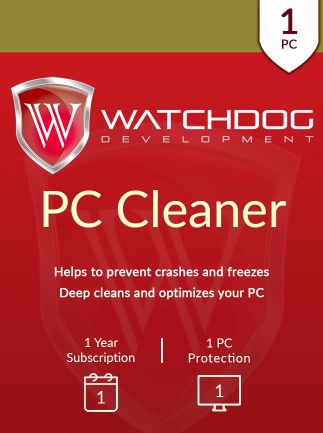 1
PC
W
WATCHDOG
DEVELOPMENT
PC Cleaner
Helps to prevent crashes and freezes
Deep cleans and optimizes your PC
1 Year
Subscription
1 PC
Protection
1
1